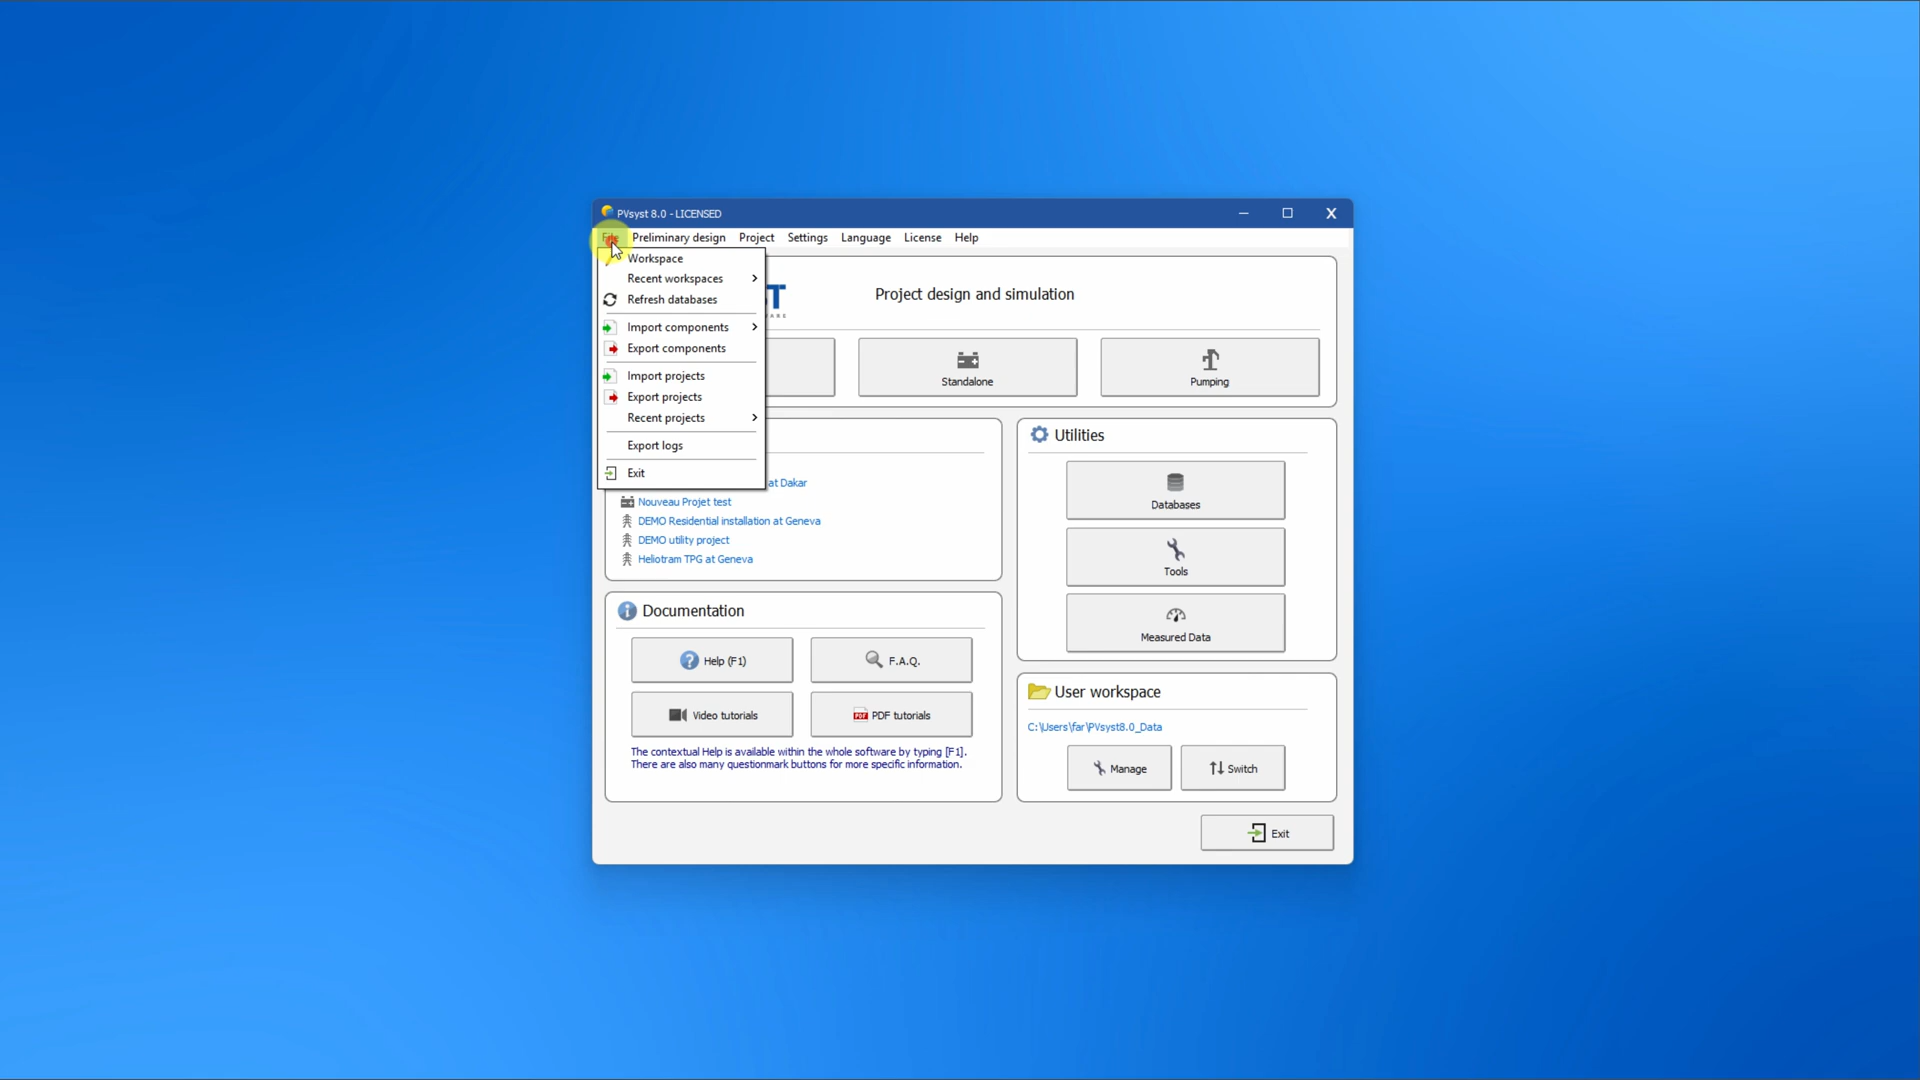 PVsyst 8.0 - LICENSED
File Preliminary design Project Settings Language License Help
Workspace
Recent workspaces
Refresh databases
Import components
Export components
Import projects
Export projects
Recent projects
Export logs
Exit
Project design and simulation
Standalone
Pumping
at Dakar
Nouveau Projet test
DEMO Residential installation at Geneva
DEMO utility project
Heliotram TPG at Geneva
Utilities
Databases
Tools
Measured Data
Documentation
Help (F1)
F.A.Q.
Video tutorials
PDF PDF tutorials
The contextual Help is available within the whole software by typing [F1].
There are also many questionmark buttons for more specific information.
User workspace
C:\Users\far\PVsyst8.0_Data
Manage
Switch
Exit